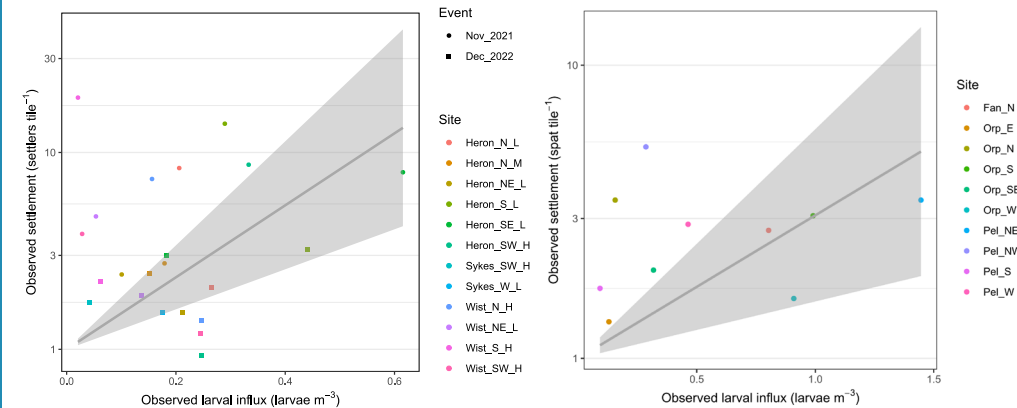 Observed settlement (settlers tile⁻¹)
30
10
3
1
0.0
0.2
0.4
0.6
Observed larval influx (larvae m⁻³)
Event
Nov_2021
Dec_2022
Site
Heron_N_L
Heron_N_M
Heron_NE_L
Heron_S_L
Heron_SE_L
Heron_SW_H
Sykes_SW_H
Sykes_W_L
Wist_N_H
Wist_NE_L
Wist_S_H
Wist_SW_H
Observed settlement (spat tile⁻¹)
10
3
1
0.5
1.0
1.5
Observed larval influx (larvae m⁻³)
Site
Fan_N
Orp_E
Orp_N
Orp_S
Orp_SE
Orp_W
Pel_NE
Pel_NW
Pel_S
Pel_W